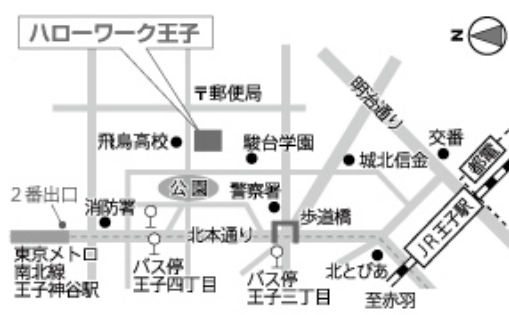 ハローワーク王子
N
〒郵便局
明治通り
飛鳥高校
駿台学園
城北信金
交番
都電
公園
警察署
2番出口
消防署
歩道橋
北本通り
JR王子駅
東京メトロ
南北線
王子神谷駅
バス停
王子四丁目
バス停
王子三丁目
北とぴあ
至赤羽